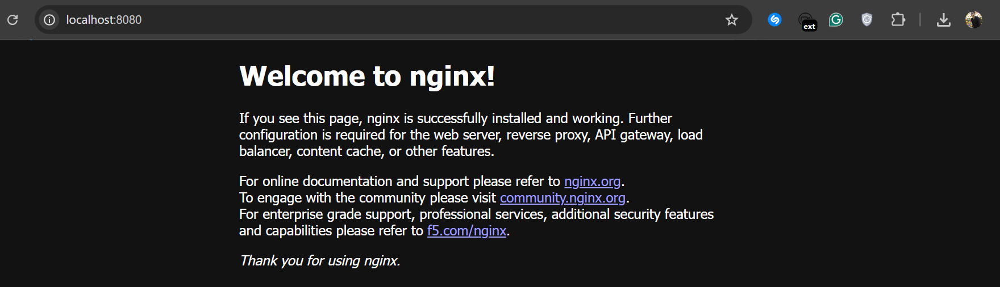 localhost:8080
ext
Welcome to nginx!
If you see this page, nginx is successfully installed and working. Further
configuration is required for the web server, reverse proxy, API gateway, load
balancer, content cache, or other features.
For online documentation and support please refer to nginx.org.
To engage with the community please visit community.nginx.org.
For enterprise grade support, professional services, additional security features
and capabilities please refer to f5.com/nginx.
Thank you for using nginx.